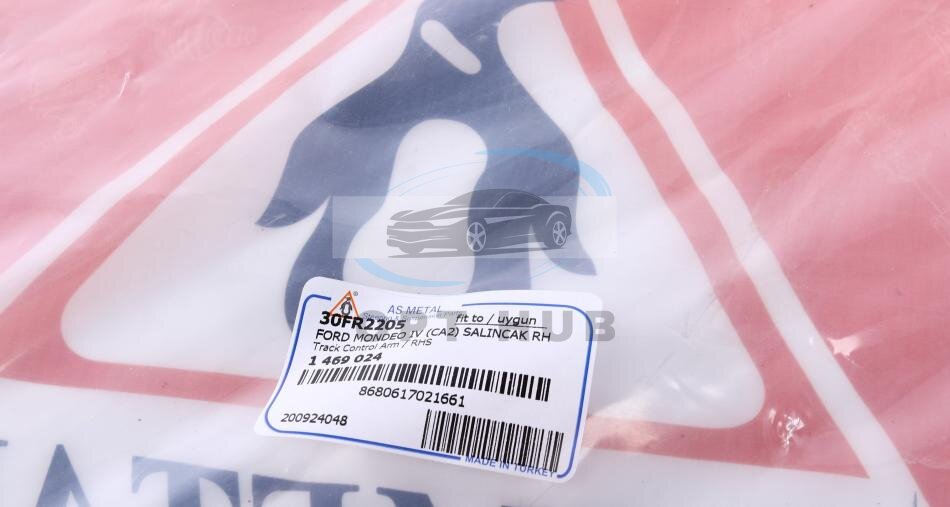 AS METAL
30FR2205 fit to / uygun
FORD MONDEO IV (CA2) SALINCAK RH
Track Control Arm / RHS
1 469 024
8680617021661
200924048
MADE IN TURKEY
HUB